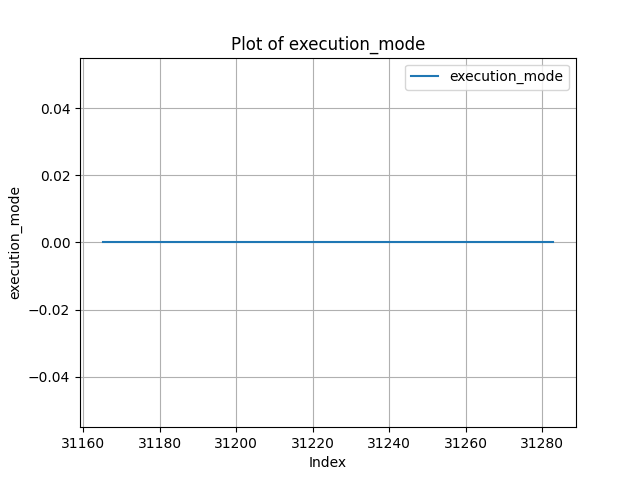 Plot of execution_mode
execution_mode
0.04
0.02
0.00
−0.02
−0.04
execution_mode
31160 31180 31200 31220 31240 31260 31280
Index